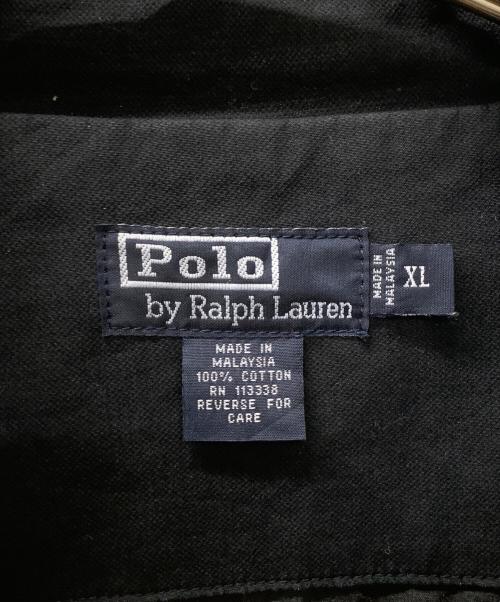 Polo
by Ralph Lauren
MADE IN
MALAYSIA
XL
MADE IN
MALAYSIA
100% COTTON
RN 113338
REVERSE FOR
CARE